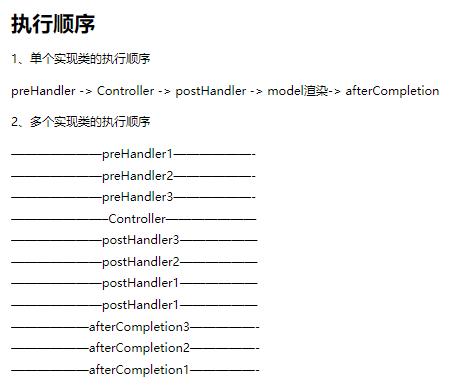 执行顺序
1、单个实现类的执行顺序
preHandler -> Controller -> postHandler -> model渲染-> afterCompletion
2、多个实现类的执行顺序
———————preHandler1——————-
———————preHandler2——————-
———————preHandler3——————-
———————–Controller———————
———————postHandler3——————
———————postHandler2——————
———————postHandler1——————
———————postHandler1——————
——————afterCompletion3—————-
——————afterCompletion2—————-
——————afterCompletion1—————-